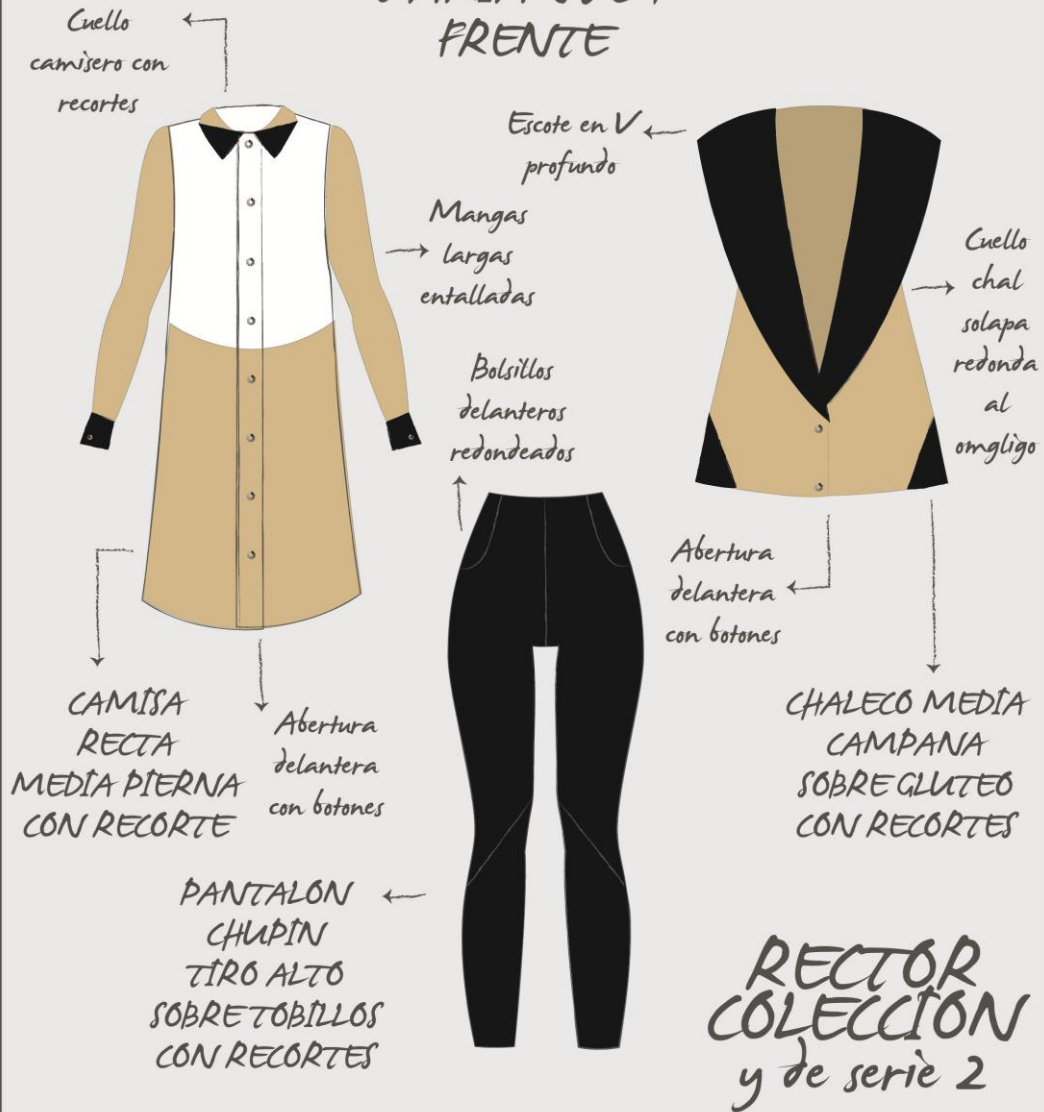 FRENTE
Cuello
camisero con
recortes
Escote en V
profundo
Mangas
largas
entalladas
Cuello
chal
solapa
redonda
al
omgligo
Bolsillos
delanteros
redondeados
Abertura
delantera
con botones
CAMISA
RECTA
MEDIA PIERNA
CON RECORTE
Abertura
delantera
con botones
CHALECO MEDIA
CAMPANA
SOBRE GLUTEO
CON RECORTES
PANTALON
CHUPIN
TIRO ALTO
SOBRE TOBILLOS
CON RECORTES
RECTOR
COLECCION
y de serie 2